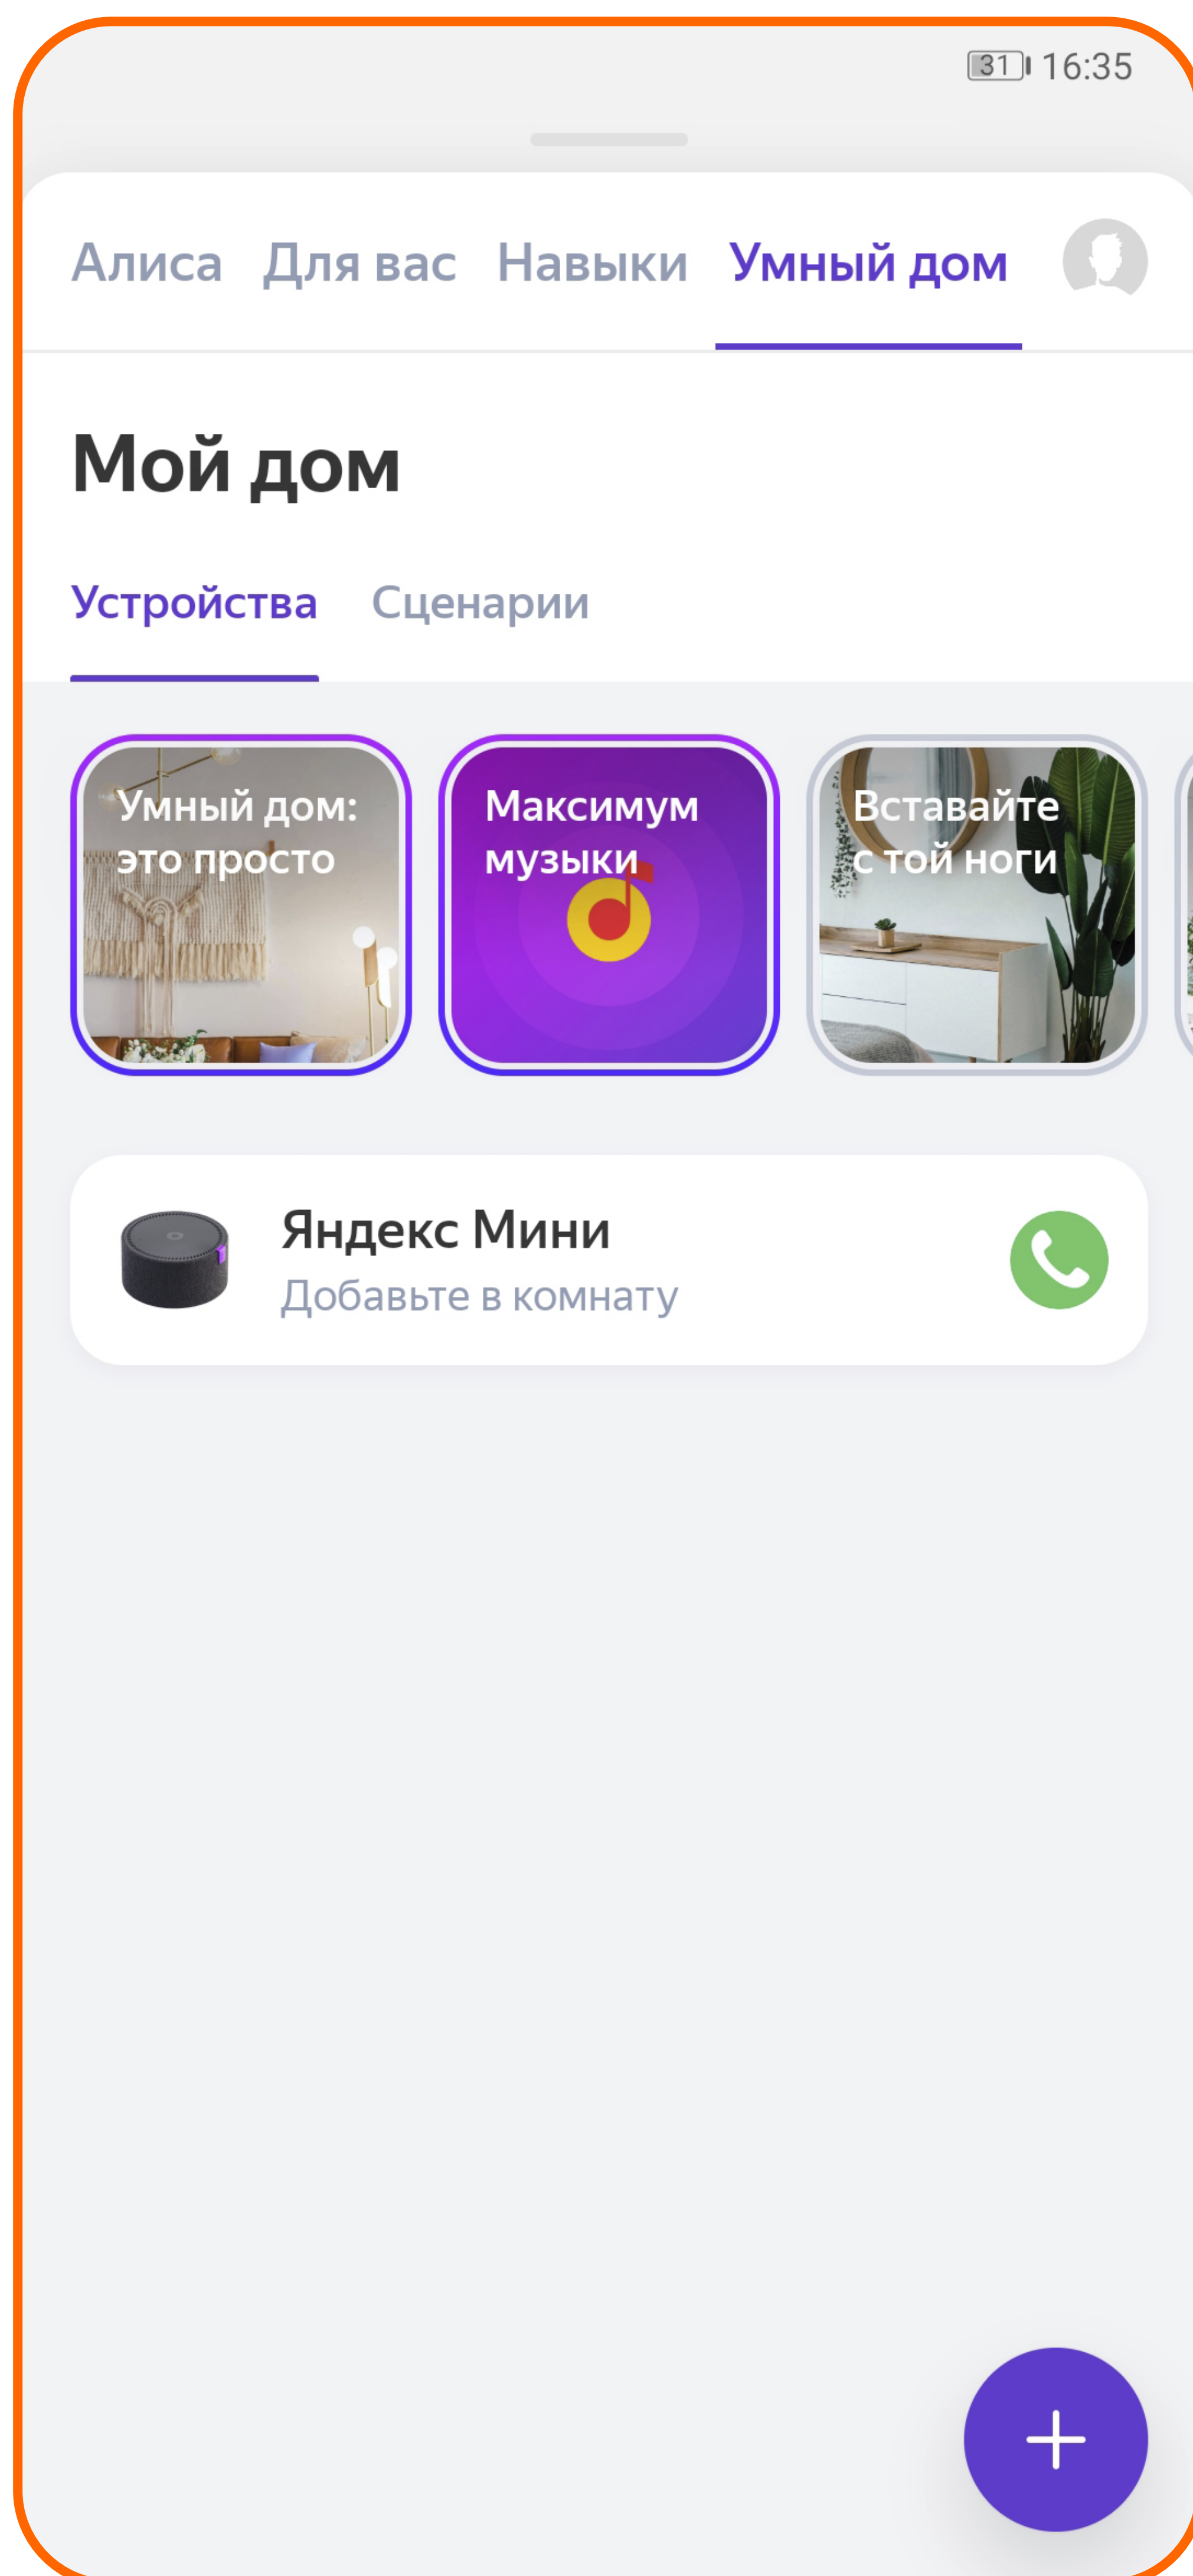 31 16:35
Алиса Для вас Навыки Умный дом
Мой дом
Устройства Сценарии
Умный дом:
это просто
Максимум
музыки
Вставайте
с той ноги
Яндекс Мини
Добавьте в комнату